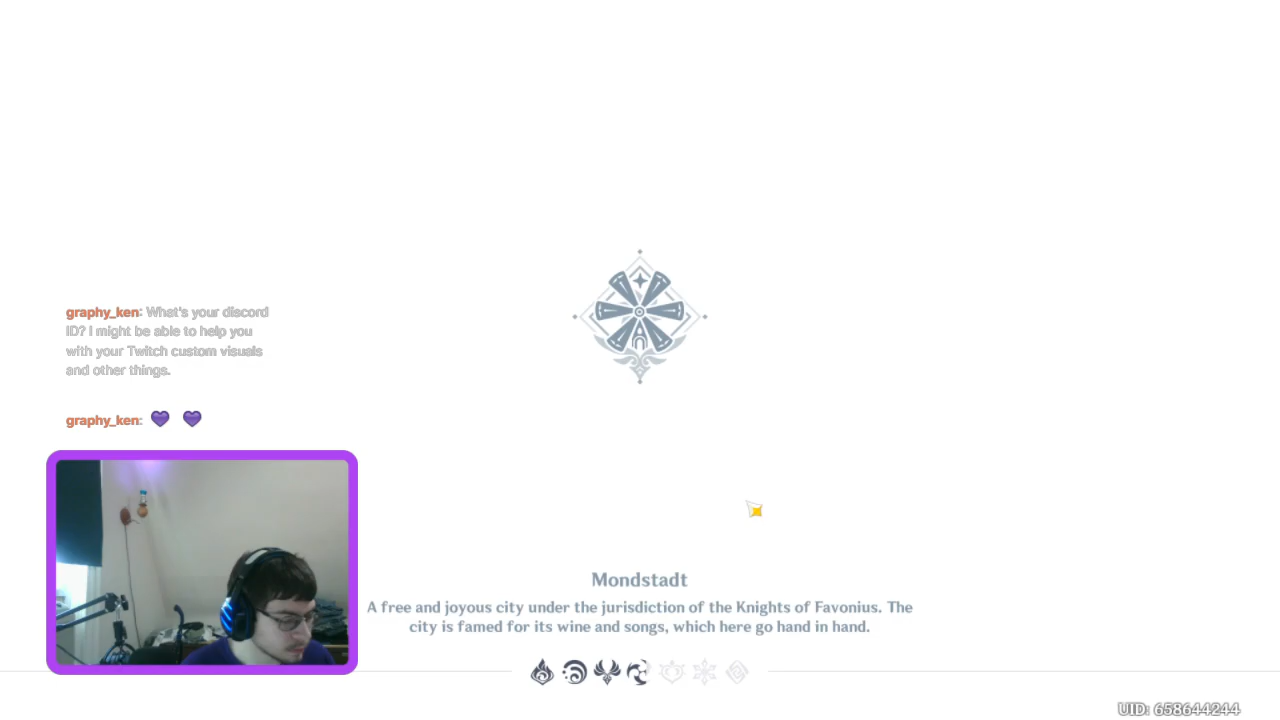 graphy_ken: What's your discord
ID? I might be able to help you
with your Twitch custom visuals
and other things.
graphy_ken: 💜 💜
Mondstadt
A free and joyous city under the jurisdiction of the Knights of Favonius. The
city is famed for its wine and songs, which here go hand in hand.
UID: 658644244